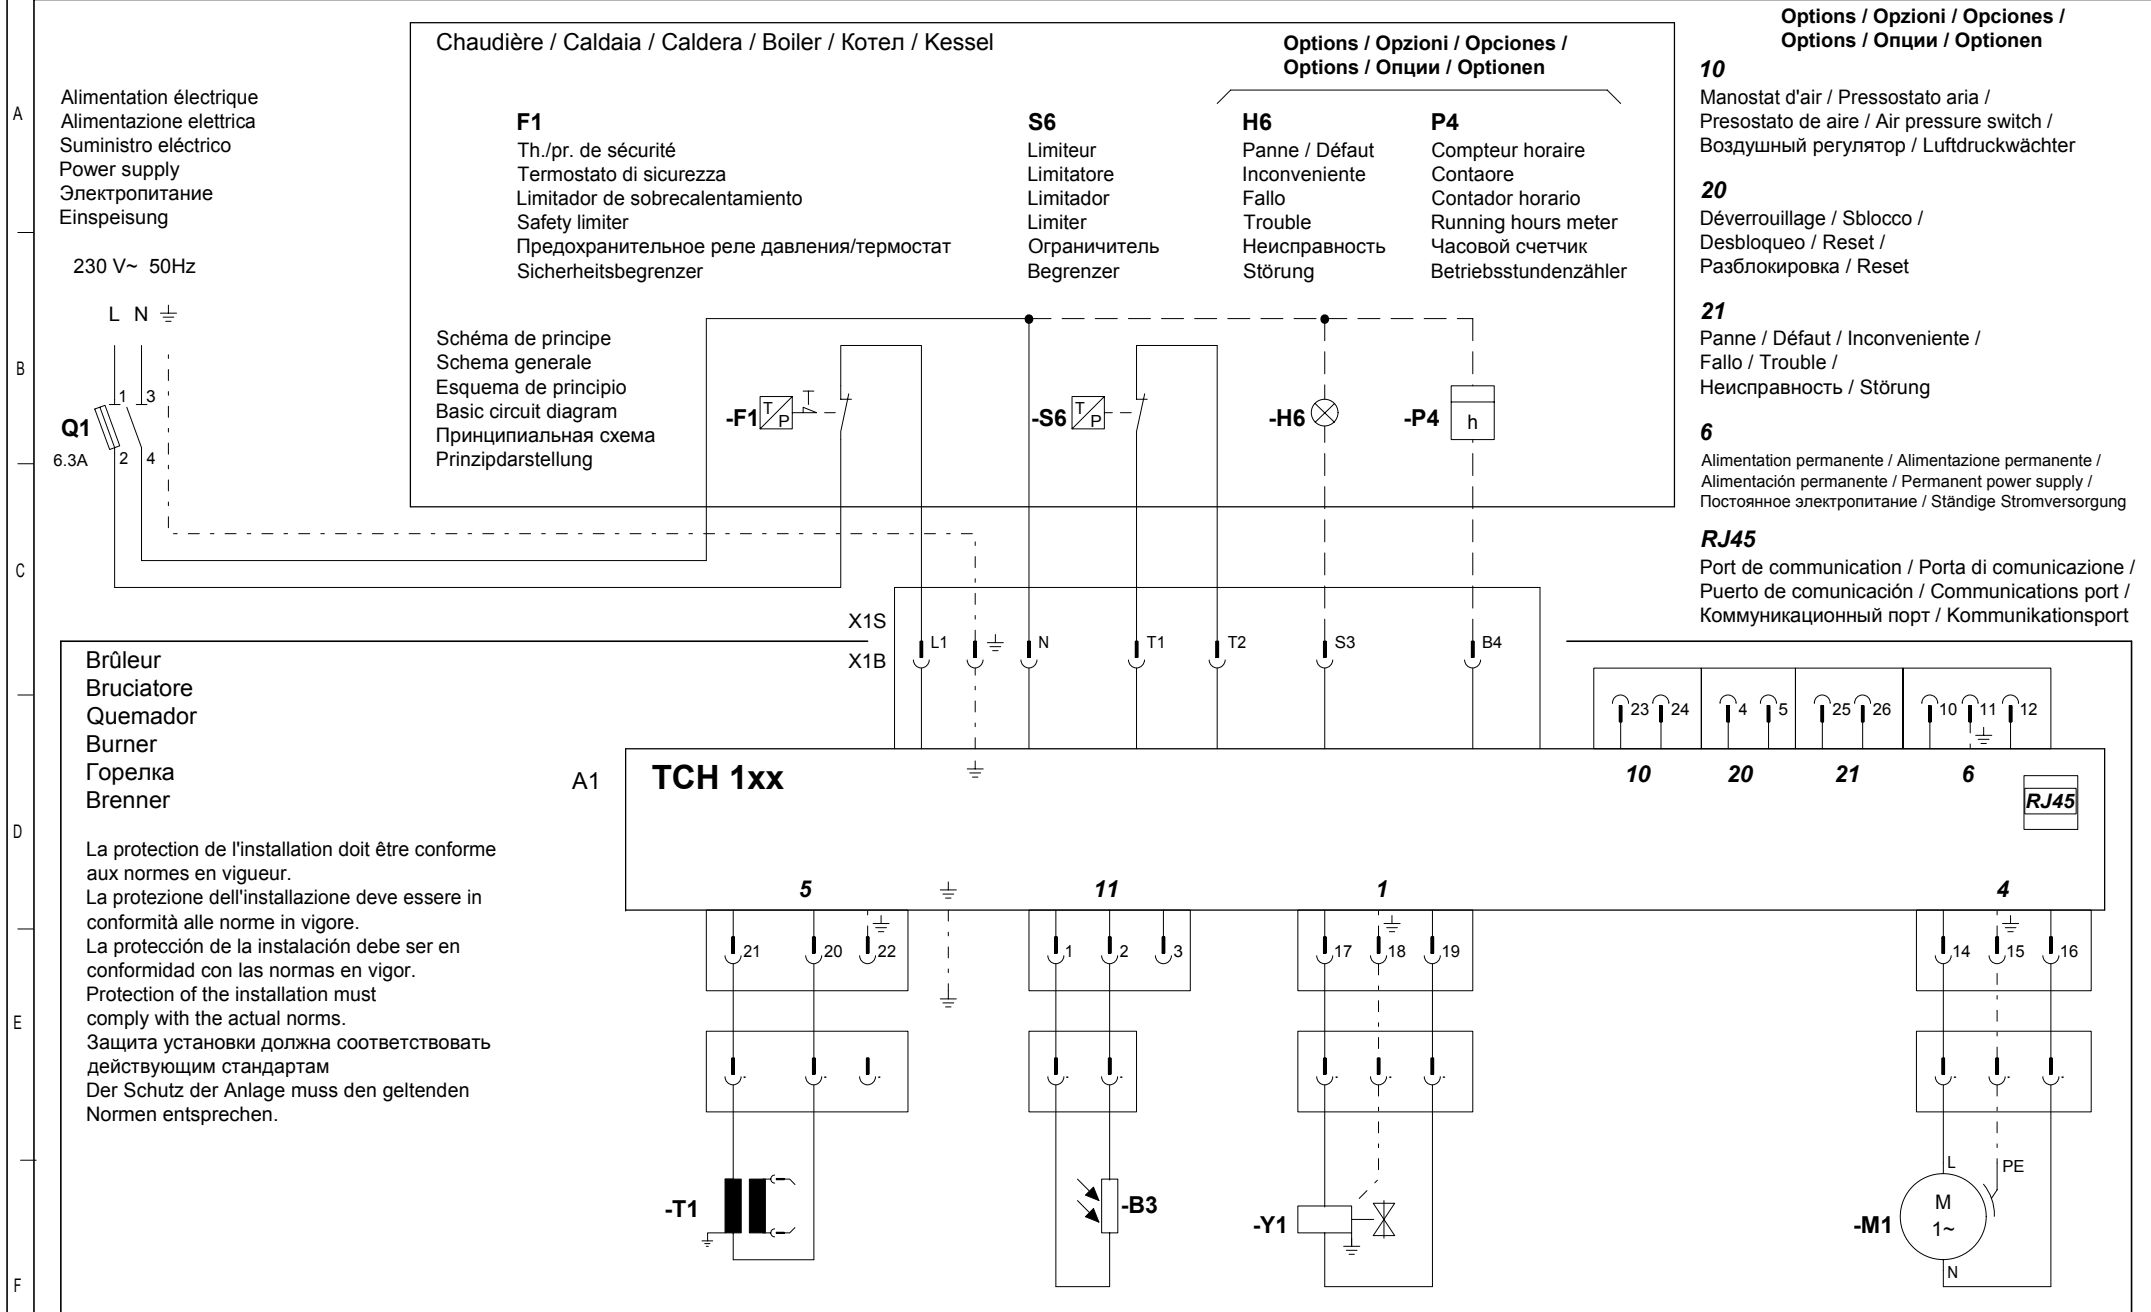 Options / Opzioni / Opciones /
Options / Опции / Optionen
Chaudière / Caldaia / Caldera / Boiler / Котел / Kessel
Options / Opzioni / Opciones /
Options / Опции / Optionen
A
Alimentation électrique
Alimentazione elettrica
Suministro eléctrico
Power supply
Электропитание
Einspeisung
230 V~ 50Hz
L N
F1
Th./pr. de sécurité
Termostato di sicurezza
Limitador de sobrecalentamiento
Safety limiter
Предохранительное реле давления/термостат
Sicherheitsbegrenzer
S6
Limiteur
Limitatore
Limitador
Limiter
Ограничитель
Begrenzer
H6
Panne / Défaut
Inconveniente
Fallo
Trouble
Неисправность
Störung
P4
Compteur horaire
Contaore
Contador horario
Running hours meter
Часовой счетчик
Betriebsstundenzähler
10
Manostat d'air / Pressostato aria /
Presostato de aire / Air pressure switch /
Воздушный регулятор / Luftdruckwächter
20
Déverrouillage / Sblocco /
Desbloqueo / Reset /
Разблокировка / Reset
21
Panne / Défaut / Inconveniente /
Fallo / Trouble /
Неисправность / Störung
6
Alimentation permanente / Alimentazione permanente /
Alimentación permanente / Permanent power supply /
Постоянное электропитание / Ständige Stromversorgung
RJ45
Port de communication / Porta di comunicazione /
Puerto de comunicación / Communications port /
Коммуникационный порт / Kommunikationsport
B
Schéma de principe
Schema generale
Esquema de principio
Basic circuit diagram
Принципиальная схема
Prinzipdarstellung
1 3
Q1
6.3A
2 4
-F1 T P
-S6 T P
-H6
-P4 h
C
X1S
X1B
L1 N T1 T2 S3 B4
Brûleur
Bruciatore
Quemador
Burner
Горелка
Brenner
23 24 4 5 25 26 10 11 12
A1
TCH 1xx
10 20 21 6
RJ45
D
La protection de l'installation doit être conforme
aux normes en vigueur.
La protezione dell'installazione deve essere in
conformità alle norme in vigore.
La protección de la instalación debe ser en
conformidad con las normas en vigor.
Protection of the installation must
comply with the actual norms.
Защита установки должна соответствовать
действующим стандартам
Der Schutz der Anlage muss den geltenden
Normen entsprechen.
5 11 1 4
21 20 22 1 2 3 17 18 19 14 15 16
E
L PE
-T1
-B3
-Y1
-M1
M
1~
N
F